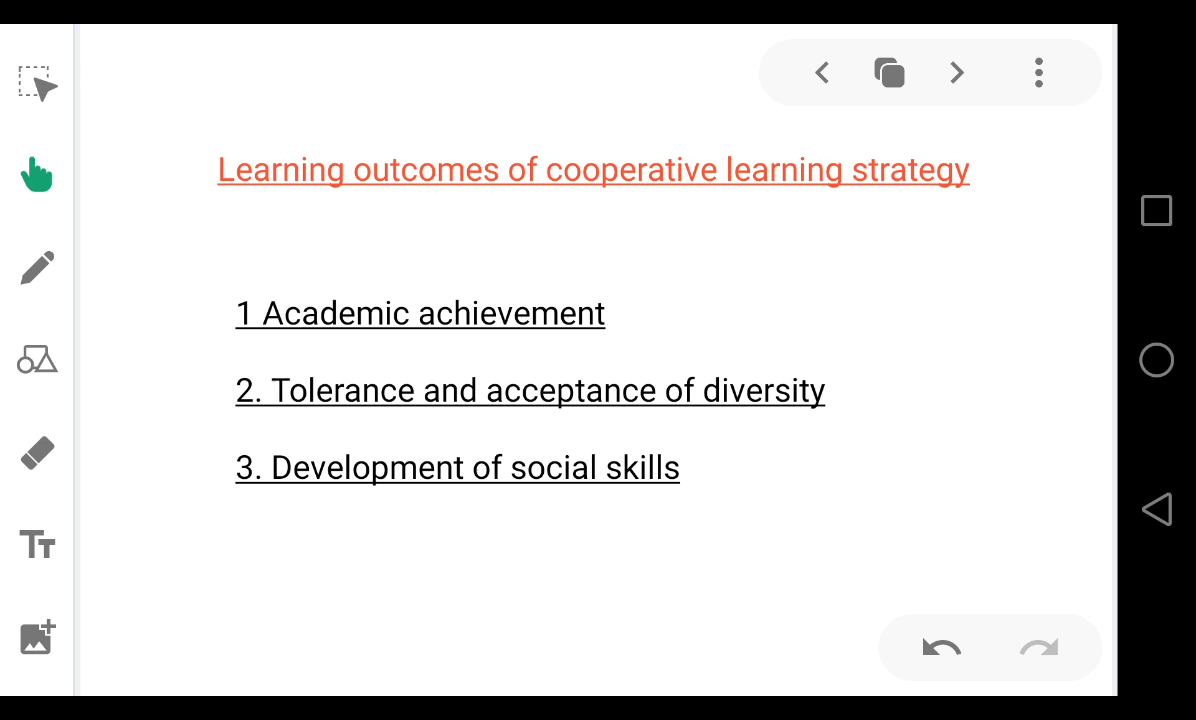 Learning outcomes of cooperative learning strategy
1 Academic achievement
2. Tolerance and acceptance of diversity
3. Development of social skills
Tт